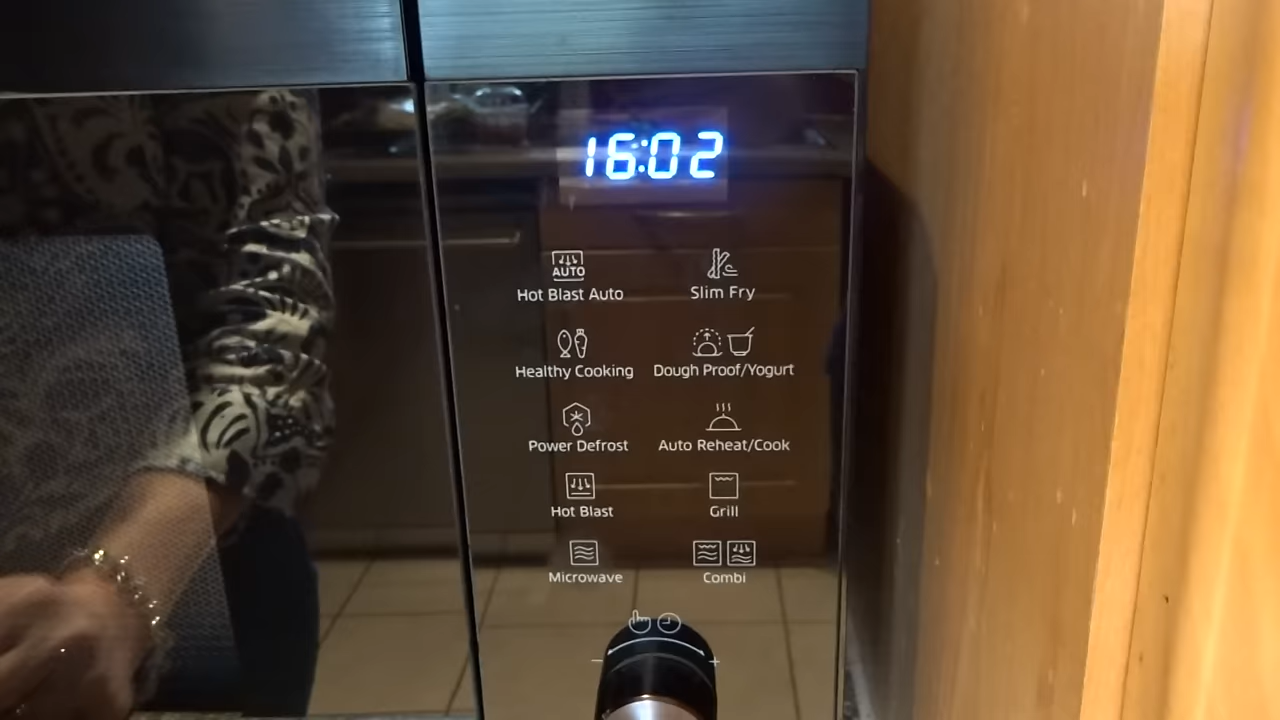 16:02
AUTO
Hot Blast Auto Slim Fry
Healthy Cooking Dough Proof/Yogurt
Power Defrost Auto Reheat/Cook
Hot Blast Grill
Microwave Combi
- +